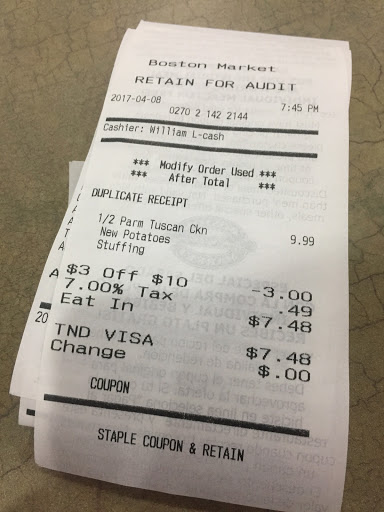 Boston Market
RETAIN FOR AUDIT
2017-04-08 7:45 PM
0270 2 142 2144
Cashier: William L-cash
*** Modify Order Used ***
*** After Total ***
DUPLICATE RECEIPT
1/2 Parm Tuscan Ckn 9.99
New Potatoes
Stuffing
$3 Off $10 -3.00
7.00% Tax .49
Eat In $7.48
TND VISA $7.48
Change $.00
COUPON
STAPLE COUPON & RETAIN
20